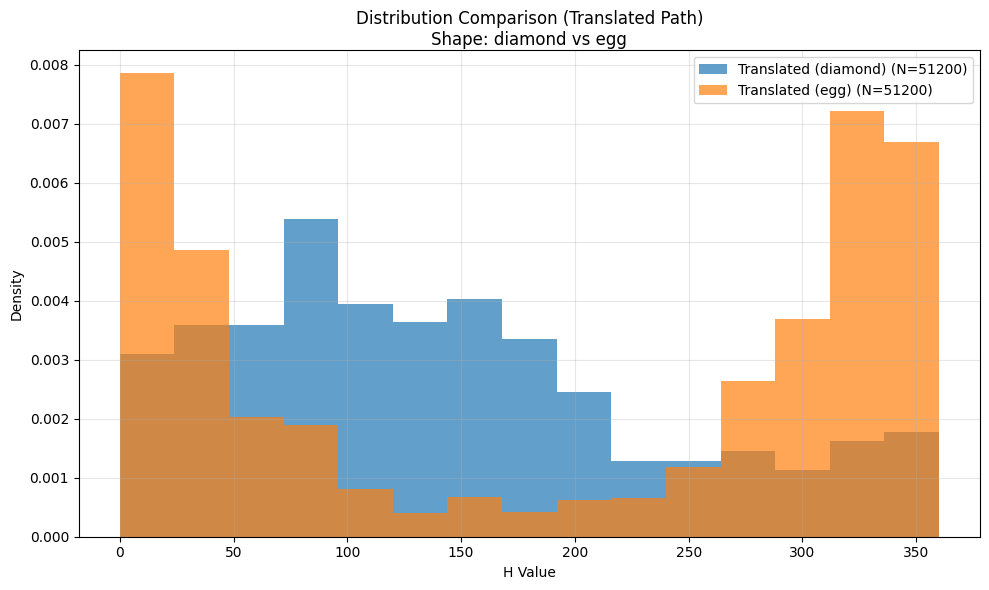 Distribution Comparison (Translated Path)
Shape: diamond vs egg
Translated (diamond) (N=51200)
Translated (egg) (N=51200)
0.008
0.007
0.006
0.005
0.004
0.003
0.002
0.001
0.000
Density
0 50 100 150 200 250 300 350
H Value